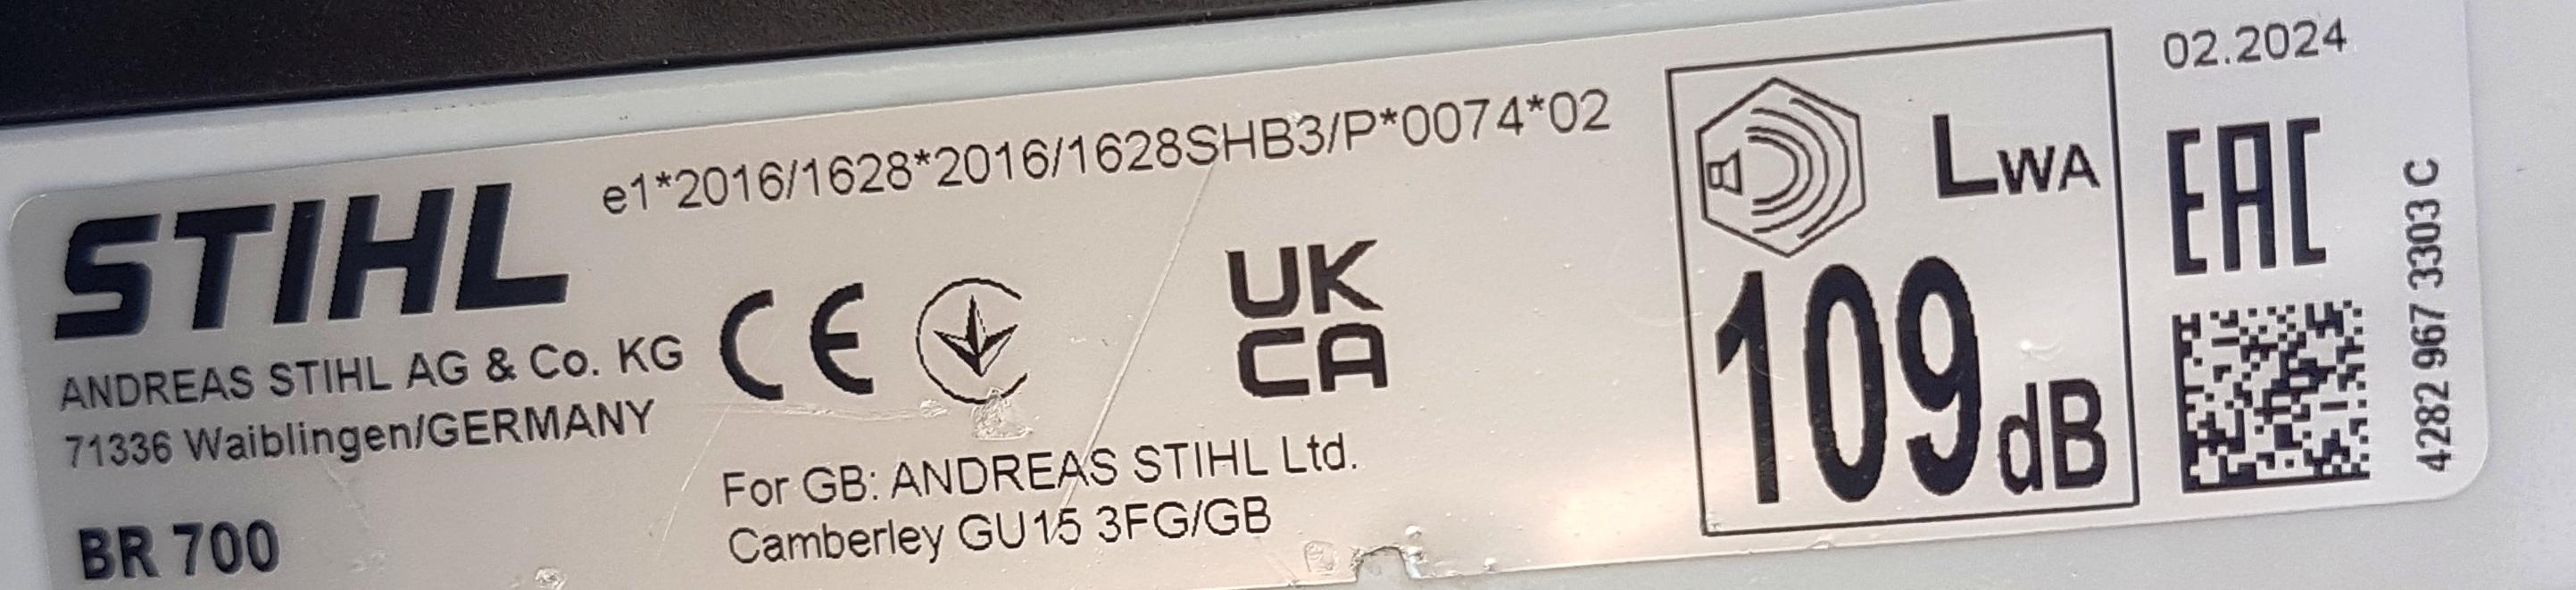 STIHL
ANDREAS STIHL AG & Co. KG
71336 Waiblingen/GERMANY
BR 700
e1*2016/1628*2016/1628SHB3/P*0074*02
CE
UK
CA
For GB: ANDREAS STIHL Ltd.
Camberley GU15 3FG/GB
LWA
109dB
02.2024
EAC
4282 967 3303 C